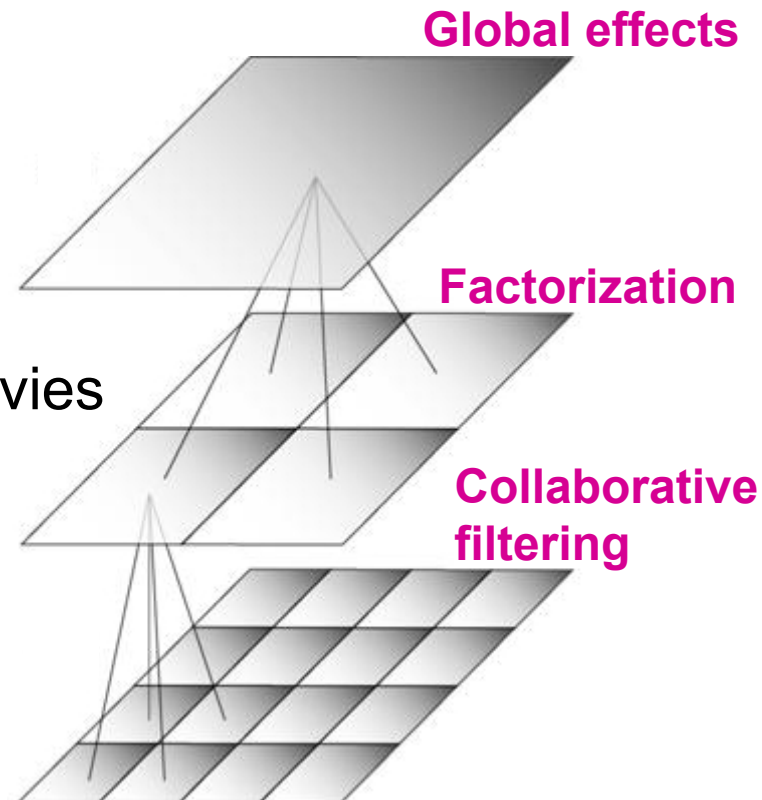 Global effects
Factorization
vies
Collaborative
filtering